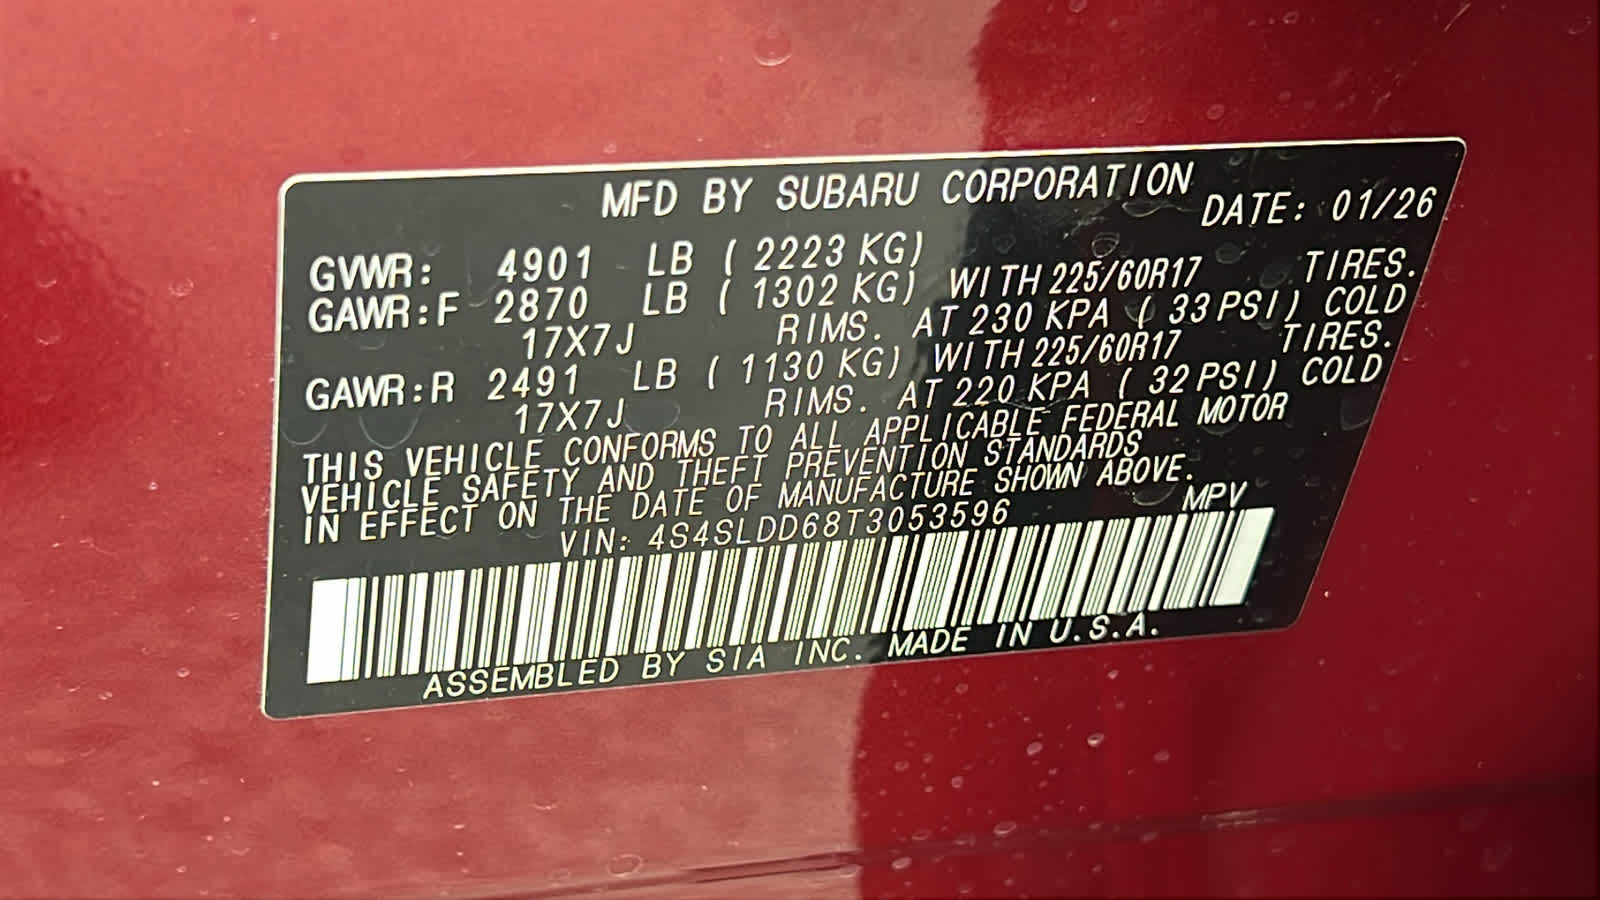 MFD BY SUBARU CORPORATION
DATE: 01/26
GVWR: 4901 LB ( 2223 KG)
GAWR:F 2870 LB ( 1302 KG) WITH 225/60R17 TIRES.
17X7J RIMS. AT 230 KPA ( 33 PSI) COLD
GAWR:R 2491 LB ( 1130 KG) WITH 225/60R17 TIRES.
17X7J RIMS. AT 220 KPA ( 32 PSI) COLD
THIS VEHICLE CONFORMS TO ALL APPLICABLE FEDERAL MOTOR
VEHICLE SAFETY AND THEFT PREVENTION STANDARDS
IN EFFECT ON THE DATE OF MANUFACTURE SHOWN ABOVE.
VIN: 4S4SLDD68T3053596 MPV
ASSEMBLED BY SIA INC. MADE IN U.S.A.